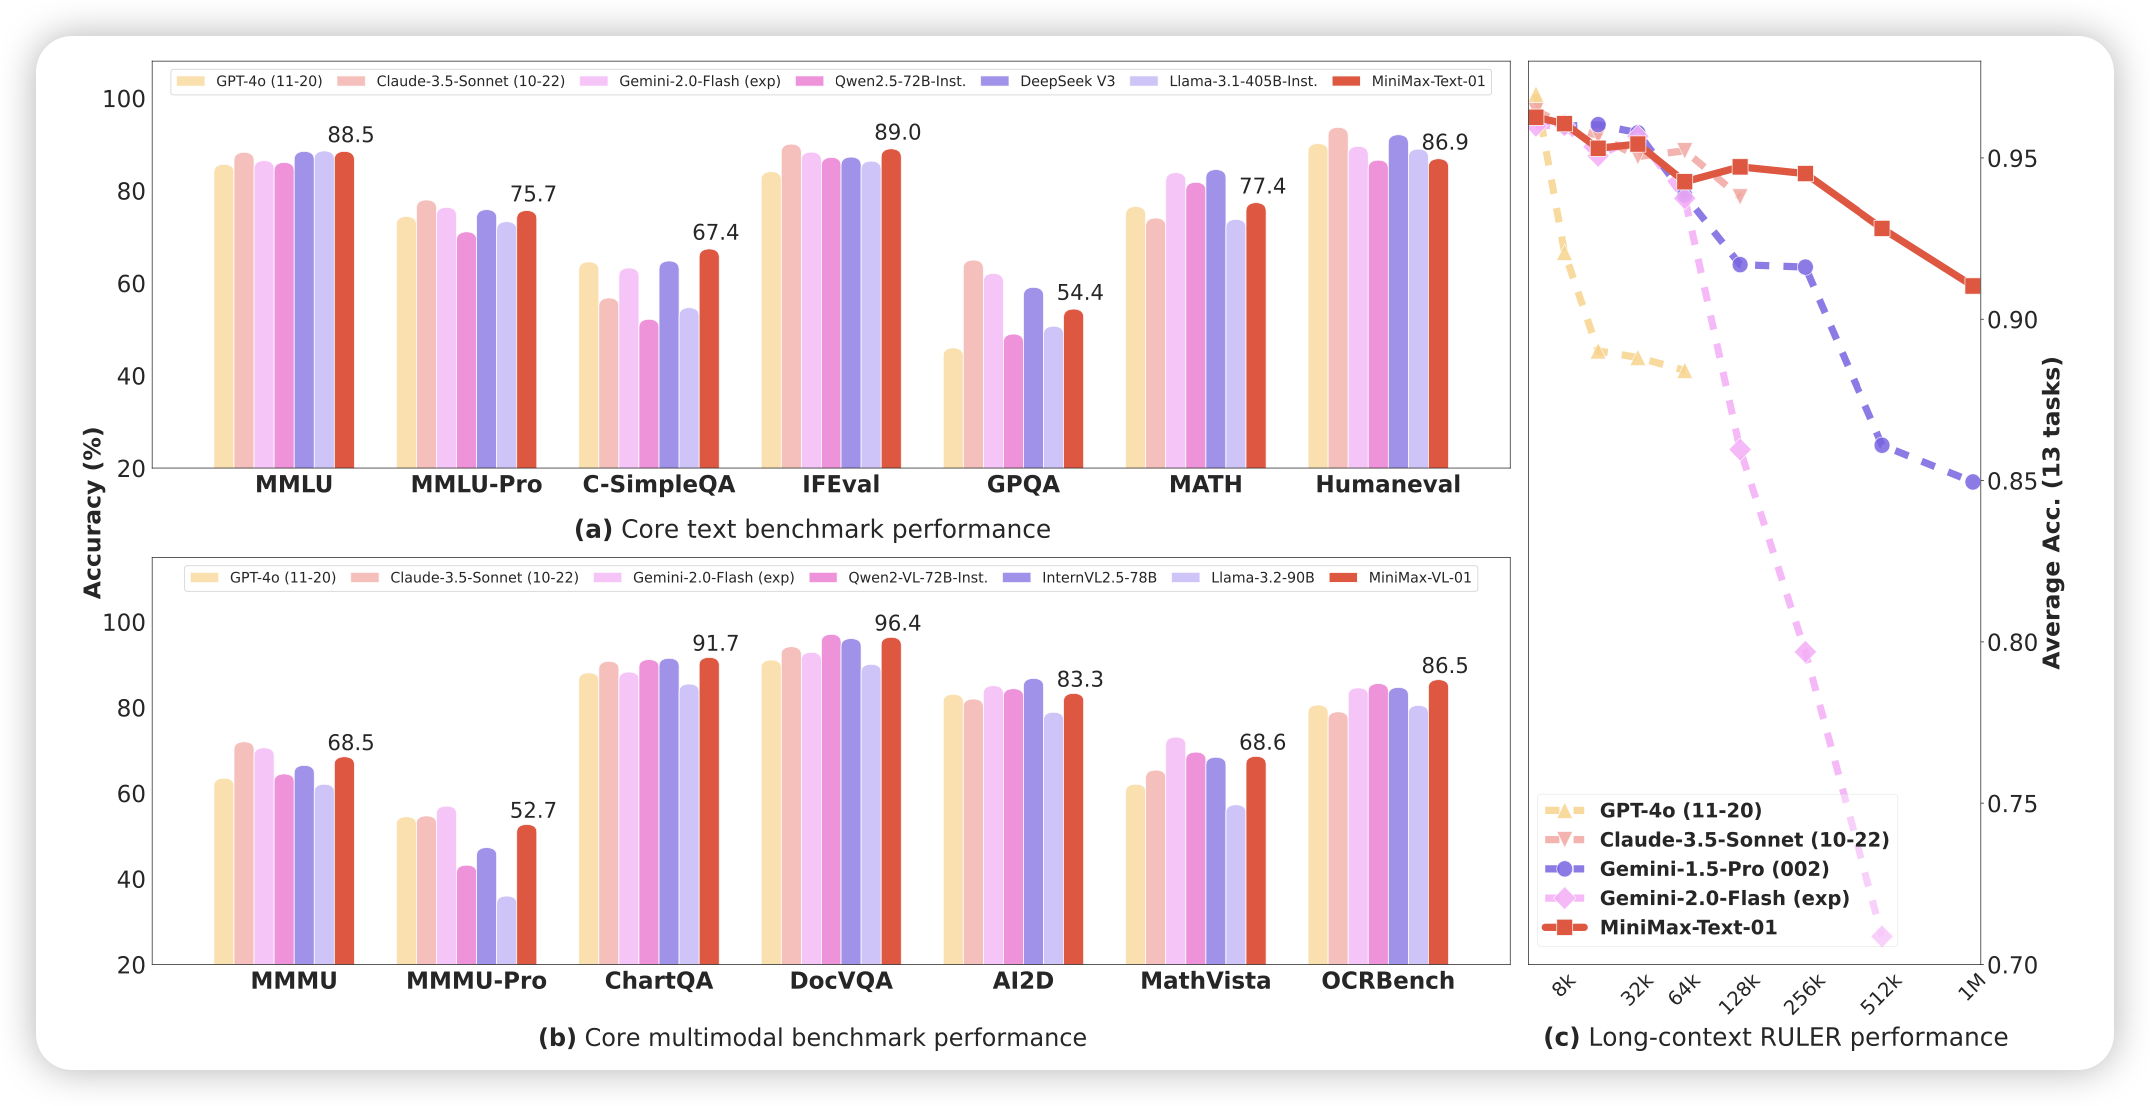 GPT-4o (11-20) Claude-3.5-Sonnet (10-22) Gemini-2.0-Flash (exp) Qwen2.5-72B-Inst. DeepSeek V3 Llama-3.1-405B-Inst. MiniMax-Text-01
100
80
60
40
20
88.5
75.7
67.4
89.0
54.4
77.4
86.9
MMLU MMLU-Pro C-SimpleQA IFEval GPQA MATH Humaneval
(a) Core text benchmark performance
Accuracy (%)
GPT-4o (11-20) Claude-3.5-Sonnet (10-22) Gemini-2.0-Flash (exp) Qwen2-VL-72B-Inst. InternVL2.5-78B Llama-3.2-90B MiniMax-VL-01
100
80
60
40
20
68.5
52.7
91.7
96.4
83.3
68.6
86.5
MMMU MMMU-Pro ChartQA DocVQA AI2D MathVista OCRBench
(b) Core multimodal benchmark performance
0.95
0.90
0.85
0.80
0.75
0.70
Average Acc. (13 tasks)
GPT-4o (11-20)
Claude-3.5-Sonnet (10-22)
Gemini-1.5-Pro (002)
Gemini-2.0-Flash (exp)
MiniMax-Text-01
8k 32k 64k 128k 256k 512k 1M
(c) Long-context RULER performance